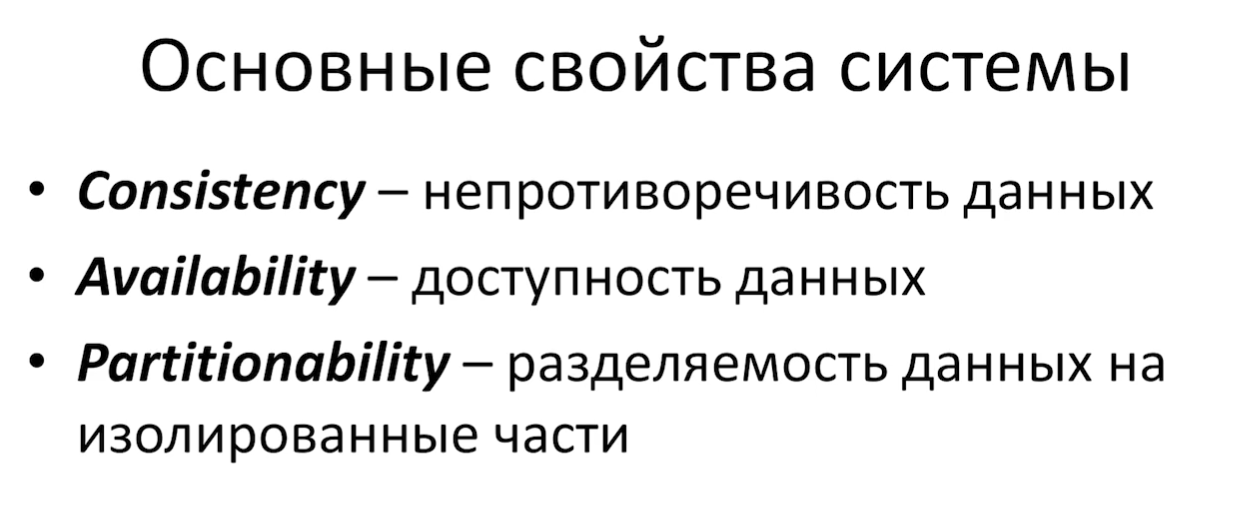 Основные свойства системы
• Consistency – непротиворечивость данных
• Availability – доступность данных
• Partitionability – разделяемость данных на
изолированные части